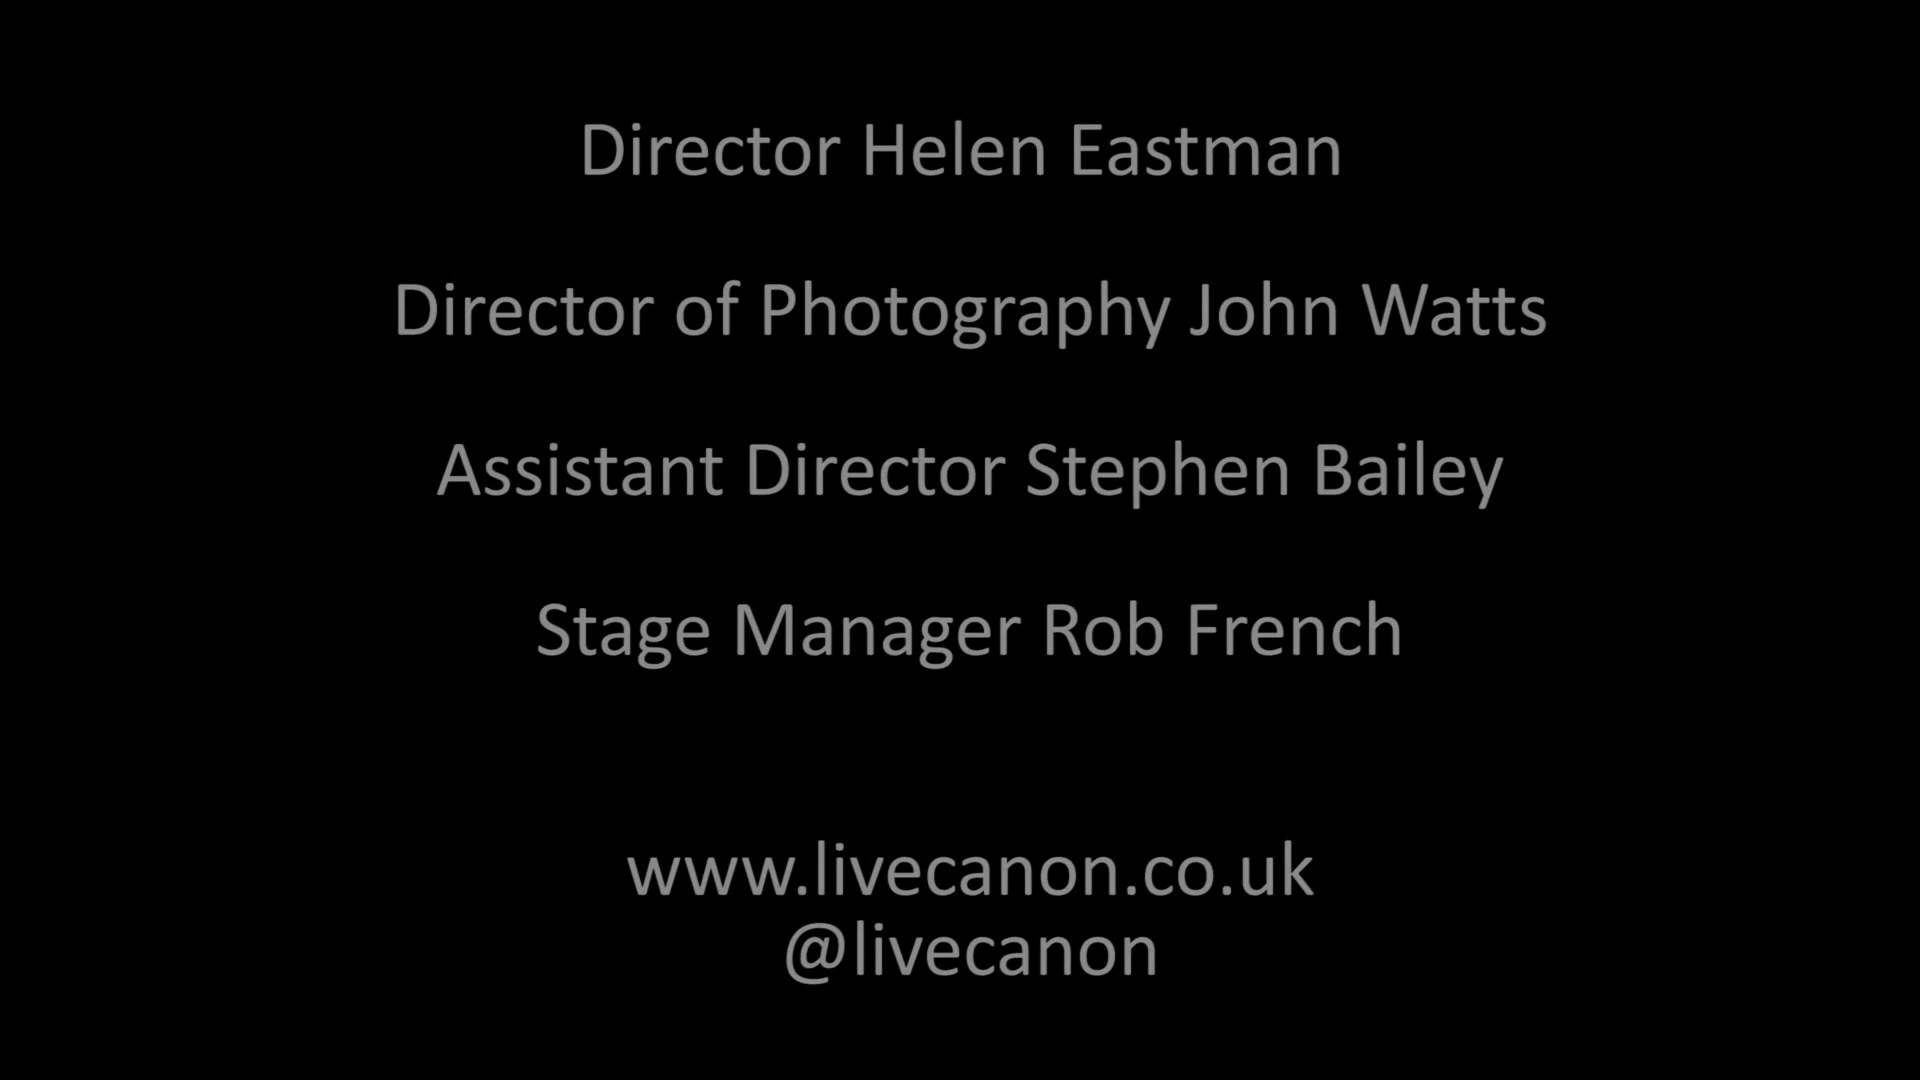 Director Helen Eastman
Director of Photography John Watts
Assistant Director Stephen Bailey
Stage Manager Rob French
www.livecanon.co.uk
@livecanon